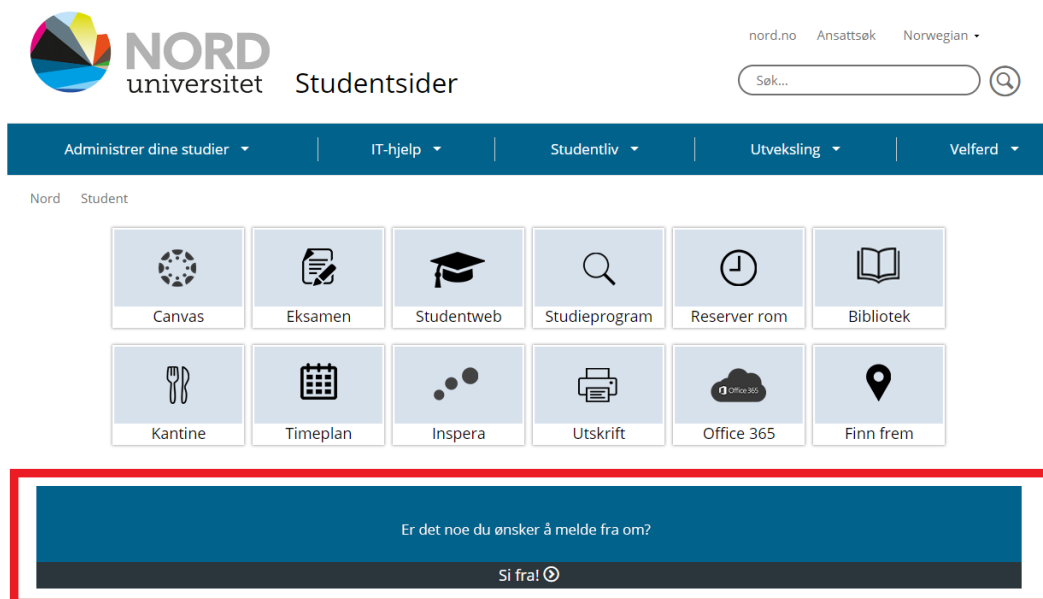 nord.no Ansattsøk Norwegian
NORD
universitet Studentsider
Søk...
Administrer dine studier IT-hjelp Studentliv Utveksling Velferd
Nord Student
Canvas Eksamen Studentweb Studieprogram Reserver rom Bibliotek
Office 365
Kantine Timeplan Inspera Utskrift Office 365 Finn frem
Er det noe du ønsker å melde fra om?
Si fra!